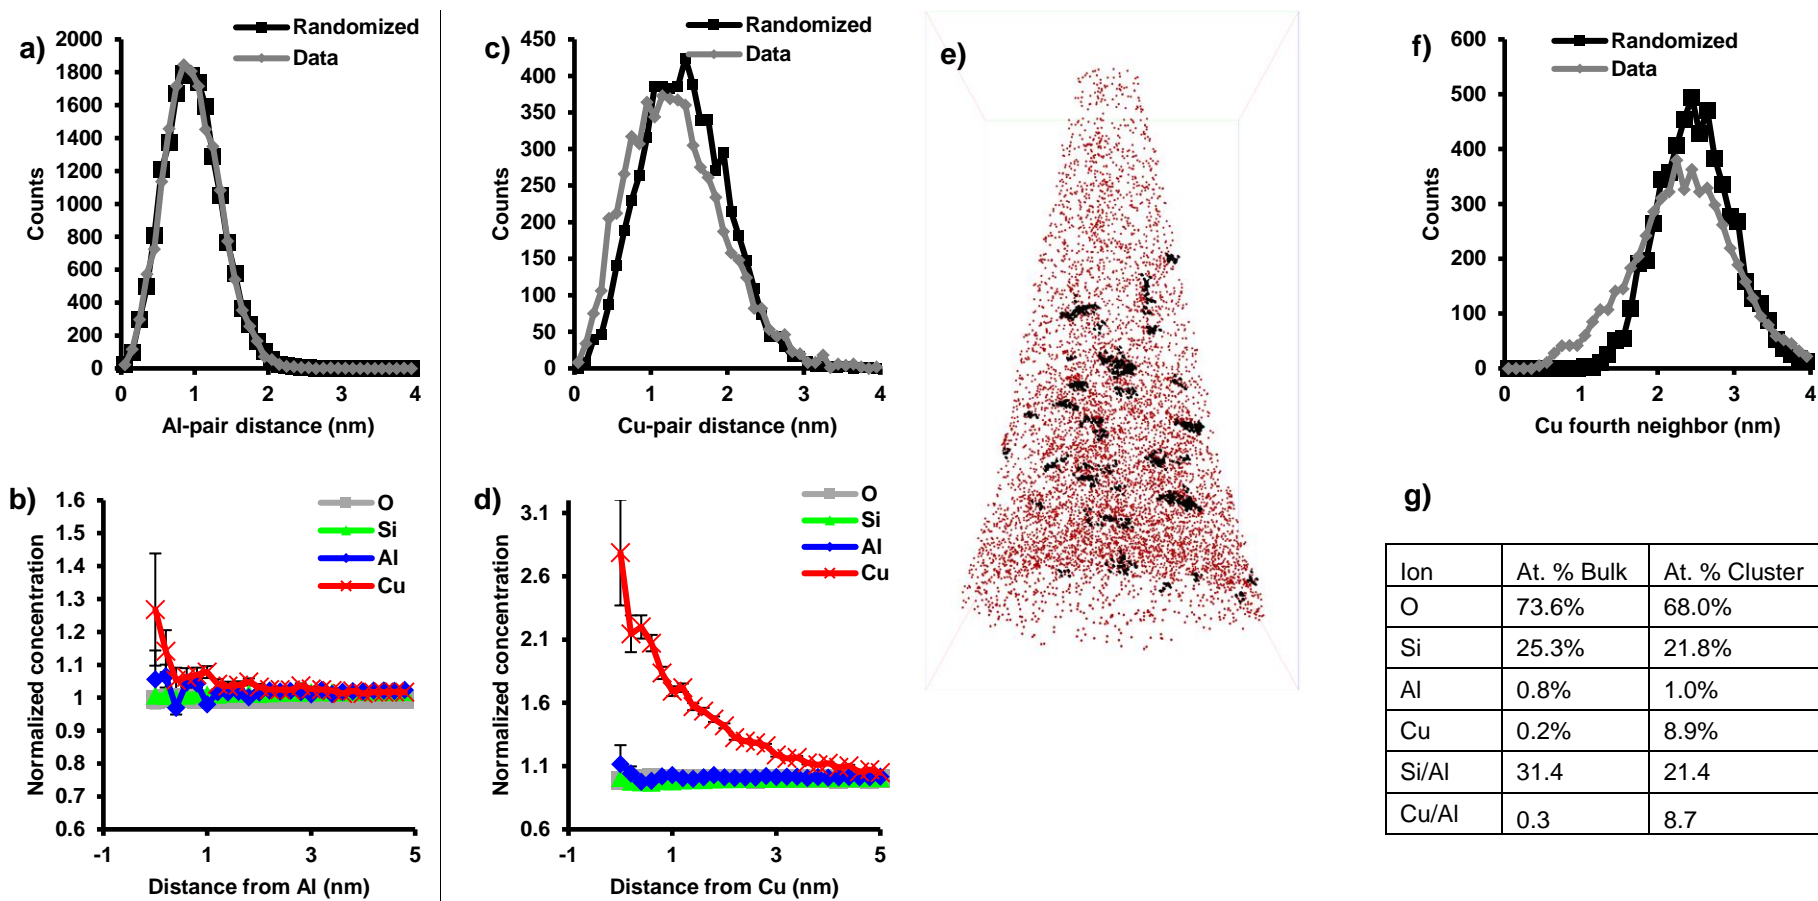 a)
Randomized
Data
2000
1800
1600
1400
1200
1000
800
600
400
200
0
Counts
0 1 2 3 4
Al-pair distance (nm)
b)
O
Si
Al
Cu
1.6
1.5
1.4
1.3
1.2
1.1
1
0.9
0.8
0.7
0.6
Normalized concentration
-1 1 3 5
Distance from Al (nm)
c)
Randomized
Data
450
400
350
300
250
200
150
100
50
0
Counts
0 1 2 3 4
Cu-pair distance (nm)
d)
O
Si
Al
Cu
3.1
2.6
2.1
1.6
1.1
0.6
Normalized concentration
-1 1 3 5
Distance from Cu (nm)
e)
f)
Randomized
Data
600
500
400
300
200
100
0
Counts
0 1 2 3 4
Cu fourth neighbor (nm)
g)
Ion At. % Bulk At. % Cluster
O 73.6% 68.0%
Si 25.3% 21.8%
Al 0.8% 1.0%
Cu 0.2% 8.9%
Si/Al 31.4 21.4
Cu/Al 0.3 8.7